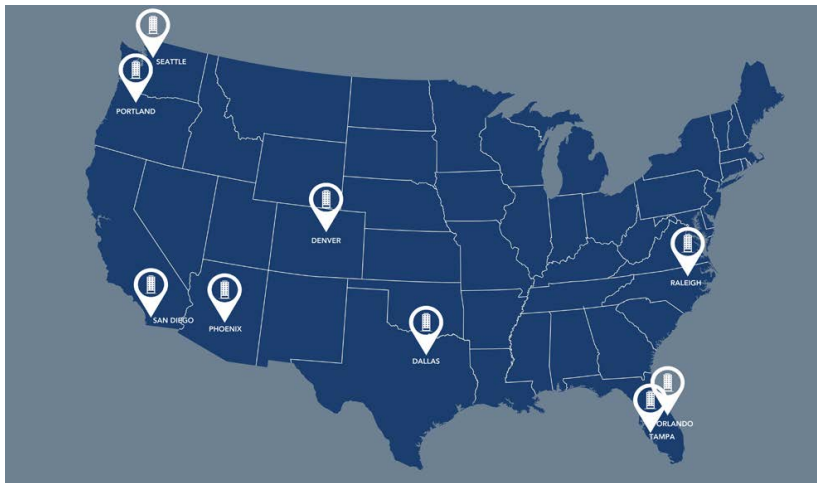 SEATTLE
PORTLAND
DENVER
RALEIGH
SAN DIEGO
PHOENIX
DALLAS
ORLANDO
TAMPA